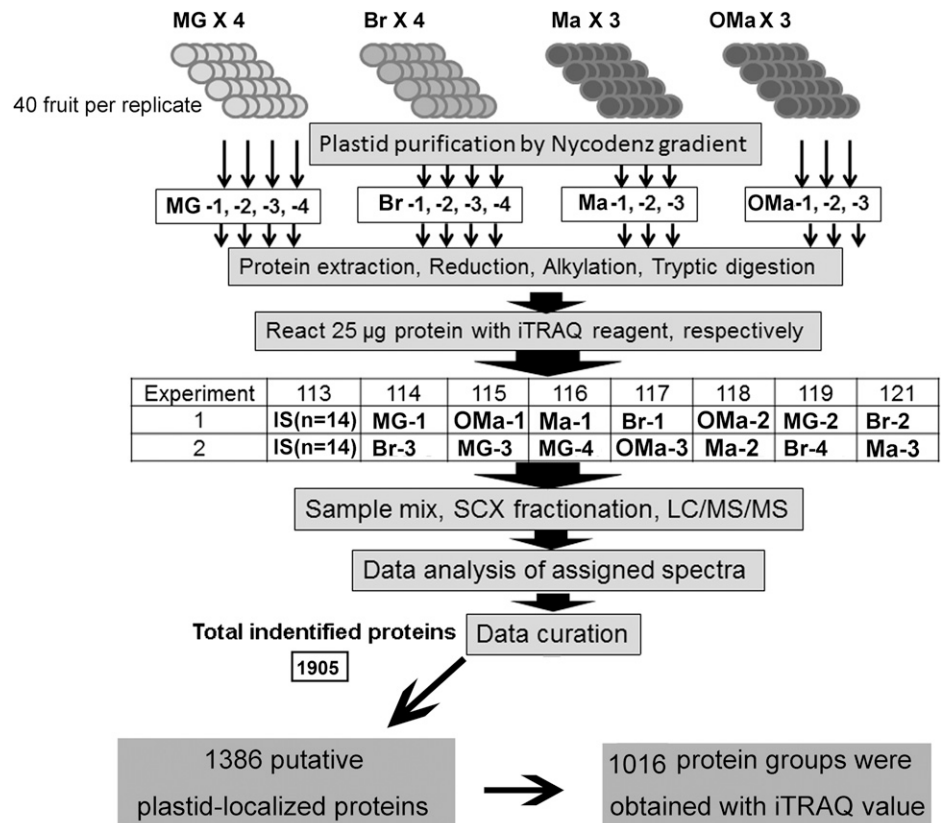 MG X 4 Br X 4 Ma X 3 OMa X 3
40 fruit per replicate
Plastid purification by Nycodenz gradient
MG -1, -2, -3, -4 Br -1, -2, -3, -4 Ma -1, -2, -3 OMa-1, -2, -3
Protein extraction, Reduction, Alkylation, Tryptic digestion
React 25 µg protein with iTRAQ reagent, respectively
Experiment 113 114 115 116 117 118 119 121
1 IS(n=14) MG-1 OMa-1 Ma-1 Br-1 OMa-2 MG-2 Br-2
2 IS(n=14) Br-3 MG-3 MG-4 OMa-3 Ma-2 Br-4 Ma-3
Sample mix, SCX fractionation, LC/MS/MS
Data analysis of assigned spectra
Total indentified proteins Data curation
1905
1386 putative
plastid-localized proteins
1016 protein groups were
obtained with iTRAQ value